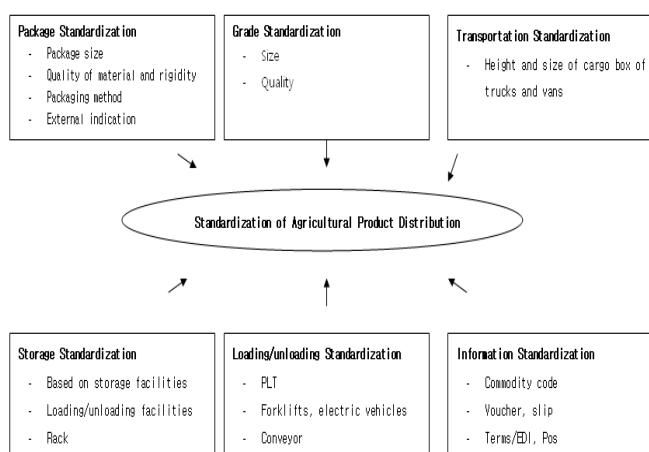 Package Standardization
- Package size
- Quality of material and rigidity
- Packaging method
- External indication
Grade Standardization
- Size
- Quality
Transportation Standardization
- Height and size of cargo box of
trucks and vans
Standardization of Agricultural Product Distribution
Storage Standardization
- Based on storage facilities
- Loading/unloading facilities
- Rack
Loading/unloading Standardization
- PLT
- Forklifts, electric vehicles
- Conveyor
Information Standardization
- Commodity code
- Voucher, slip
- Terms/EDI, Pos